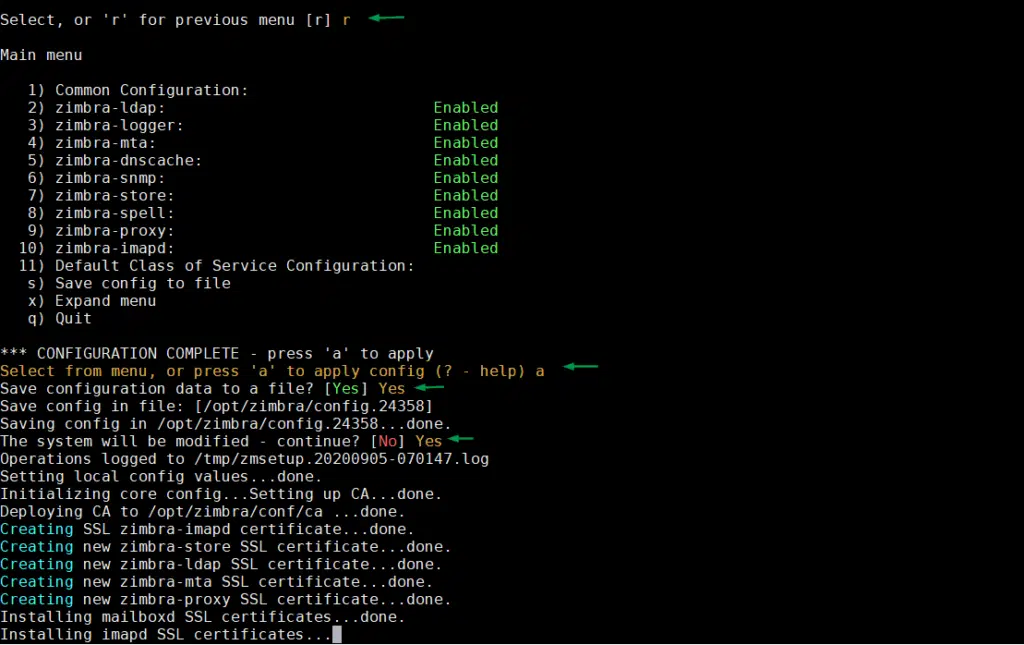 Select, or 'r' for previous menu [r] r
Main menu
1) Common Configuration:
2) zimbra-ldap: Enabled
3) zimbra-logger: Enabled
4) zimbra-mta: Enabled
5) zimbra-dnscache: Enabled
6) zimbra-snmp: Enabled
7) zimbra-store: Enabled
8) zimbra-spell: Enabled
9) zimbra-proxy: Enabled
10) zimbra-imapd: Enabled
11) Default Class of Service Configuration:
s) Save config to file
x) Expand menu
q) Quit
*** CONFIGURATION COMPLETE - press 'a' to apply
Select from menu, or press 'a' to apply config (? - help) a
Save configuration data to a file? [Yes] Yes
Save config in file: [/opt/zimbra/config.24358]
Saving config in /opt/zimbra/config.24358...done.
The system will be modified - continue? [No] Yes
Operations logged to /tmp/zmsetup.20200905-070147.log
Setting local config values...done.
Initializing core config...Setting up CA...done.
Deploying CA to /opt/zimbra/conf/ca ...done.
Creating SSL zimbra-imapd certificate...done.
Creating new zimbra-store SSL certificate...done.
Creating new zimbra-ldap SSL certificate...done.
Creating new zimbra-mta SSL certificate...done.
Creating new zimbra-proxy SSL certificate...done.
Installing mailboxd SSL certificates...done.
Installing imapd SSL certificates...